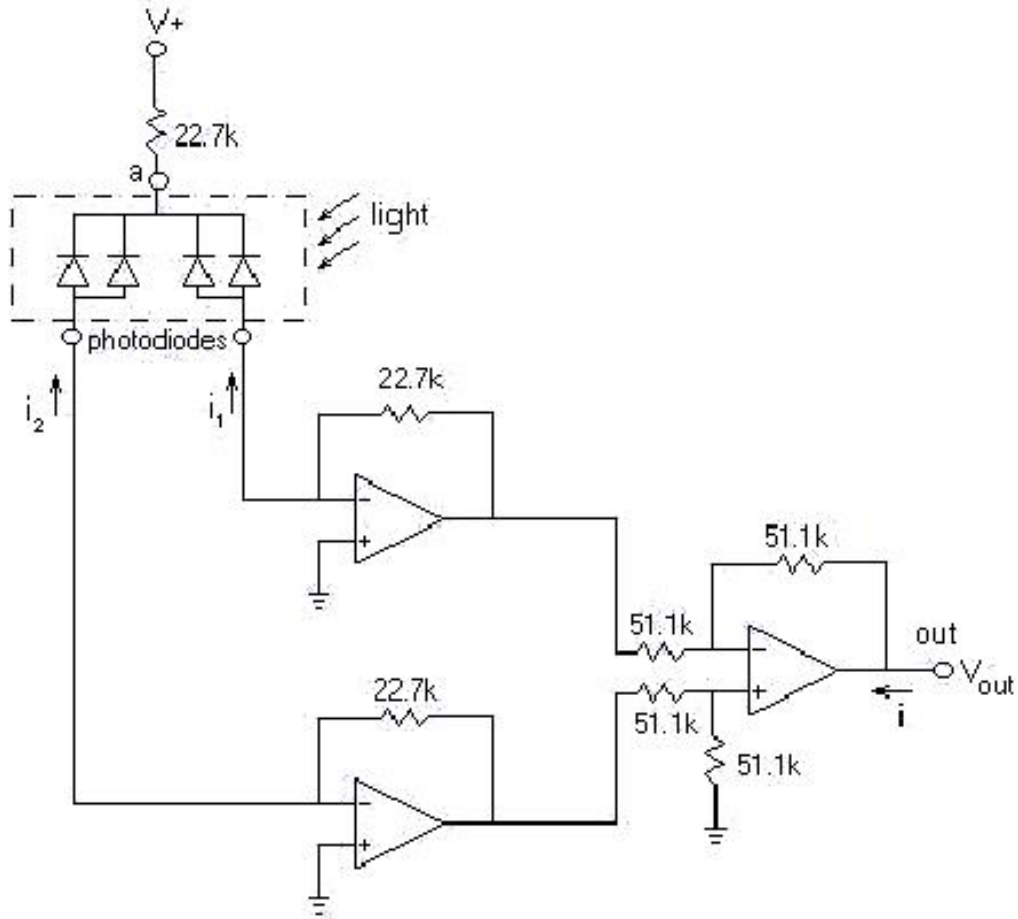 V+
22.7k
a
light
photodiodes
i2
i1
22.7k
−
+
51.1k
51.1k
out
−
+
Vout
i
22.7k
51.1k
51.1k
−
+